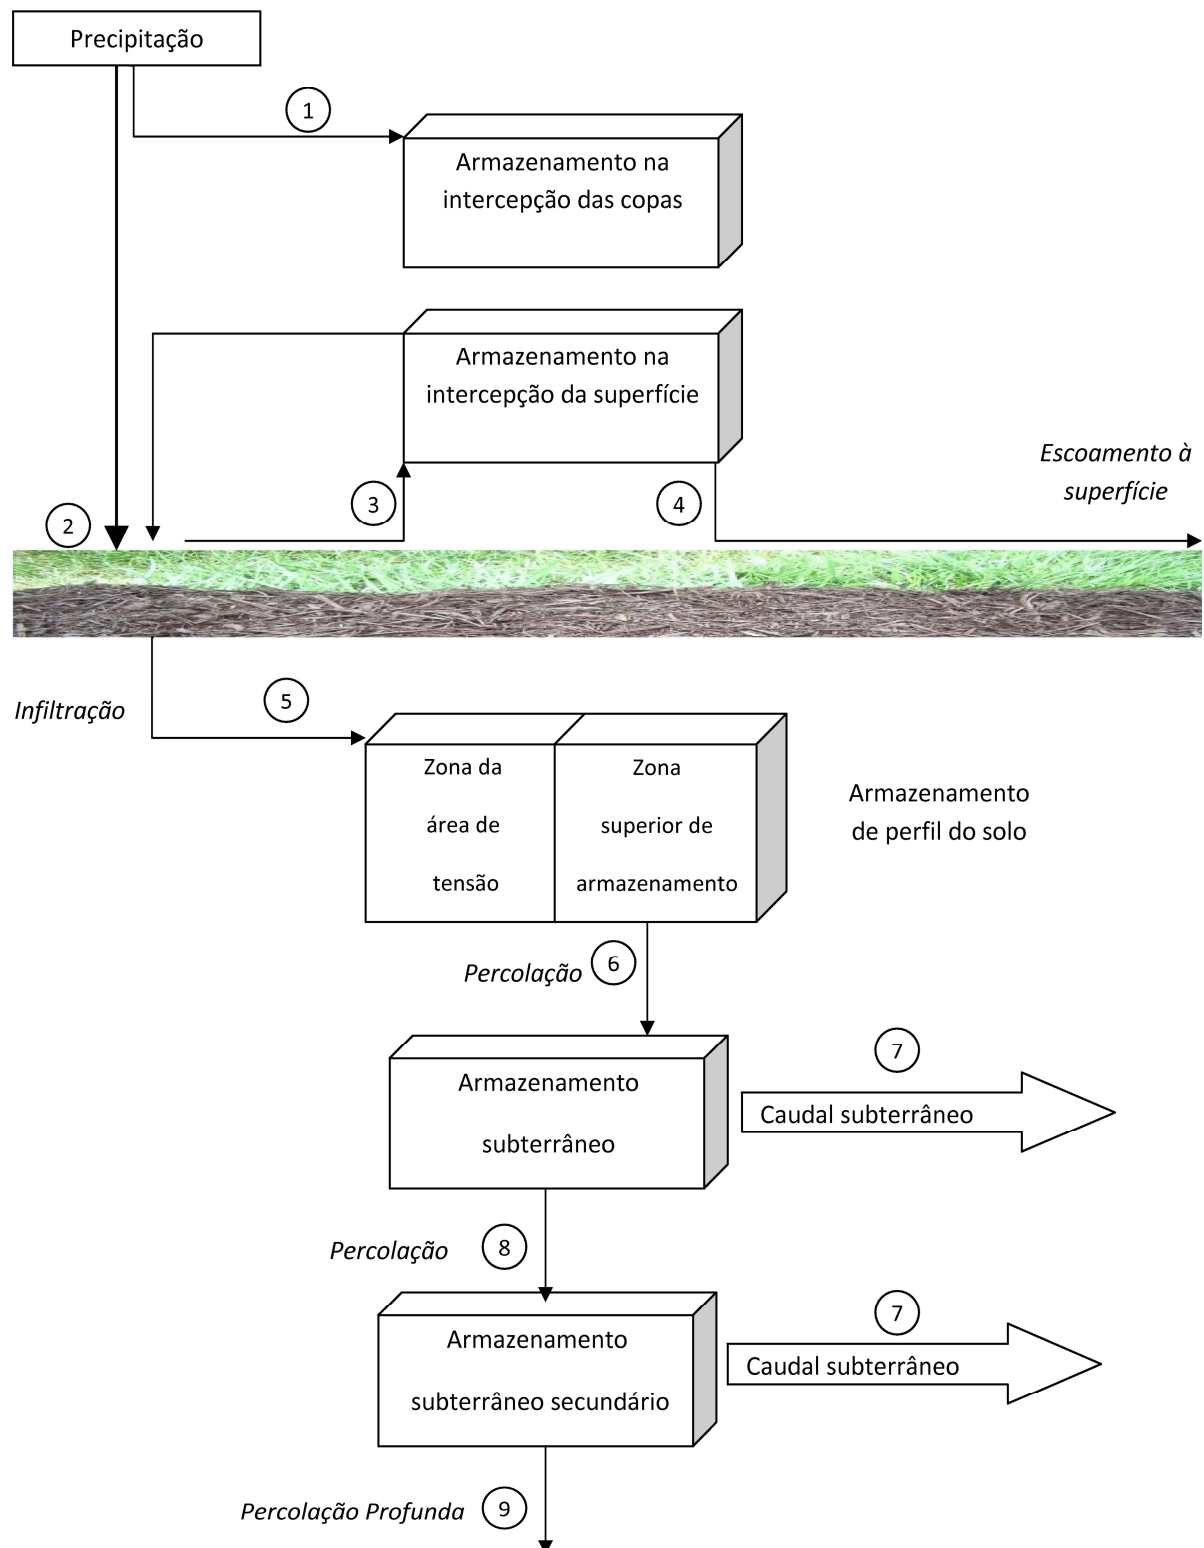 Precipitação
1
Armazenamento na
intercepção das copas
Armazenamento na
intercepção da superfície
Escoamento à
superfície
3
4
2
Infiltração
5
Zona da
área de
tensão
Zona
superior de
armazenamento
Armazenamento
de perfil do solo
Percolação
6
Armazenamento
subterrâneo
7
Caudal subterrâneo
Percolação
8
Armazenamento
subterrâneo secundário
7
Caudal subterrâneo
Percolação Profunda
9